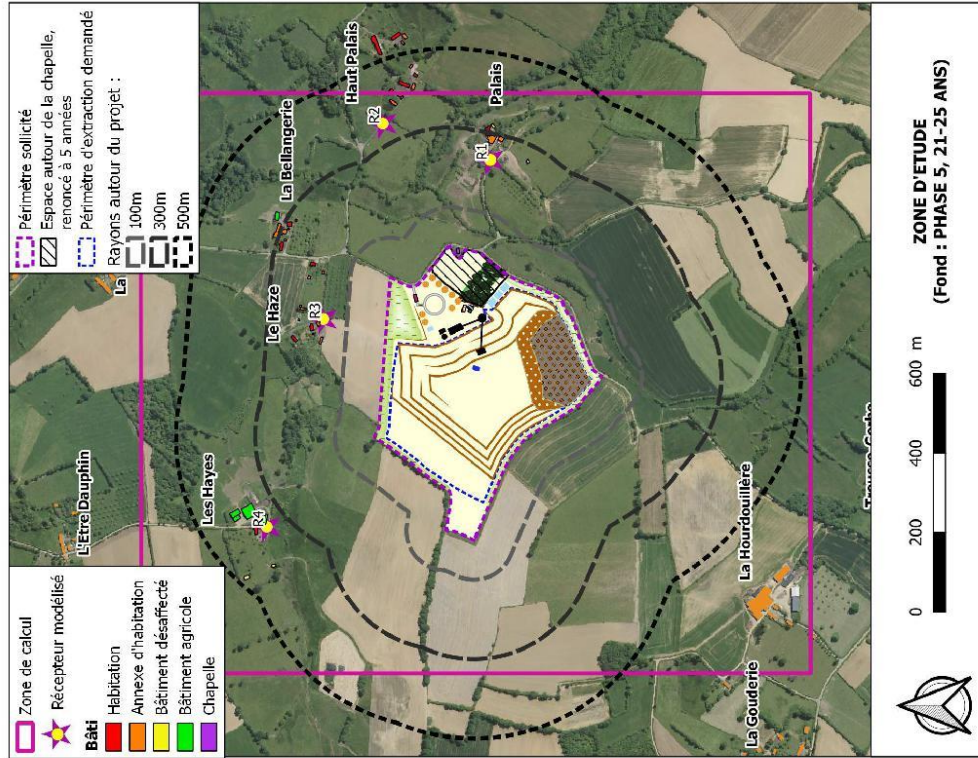 Zone de calcul
Récepteur modélisé
Bâti
Habitation
Annexe d'habitation
Bâtiment désaffecté
Bâtiment agricole
Chapelle
Périmètre sollicité
Espace autour de la chapelle,
renoncé à 5 années
Périmètre d'extraction demandé
Rayons autour du projet :
100m
300m
500m
L'Etre Dauphin
La
Les Hayes
R4
Le Haze
R3
La Bellangerie
Haut Palais
R2
Palais
R1
La Hourdouillère
La Gouderie
0 200 400 600 m
ZONE D'ETUDE
(Fond : PHASE 5, 21-25 ANS)